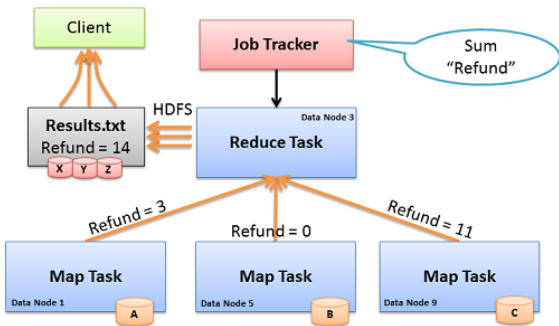 Client
Job Tracker
Sum
“Refund”
HDFS
Results.txt
Refund = 14
X Y Z
Data Node 3
Reduce Task
Refund = 3
Refund = 0
Refund = 11
Map Task
Data Node 1
A
Map Task
Data Node 5
B
Map Task
Data Node 9
C